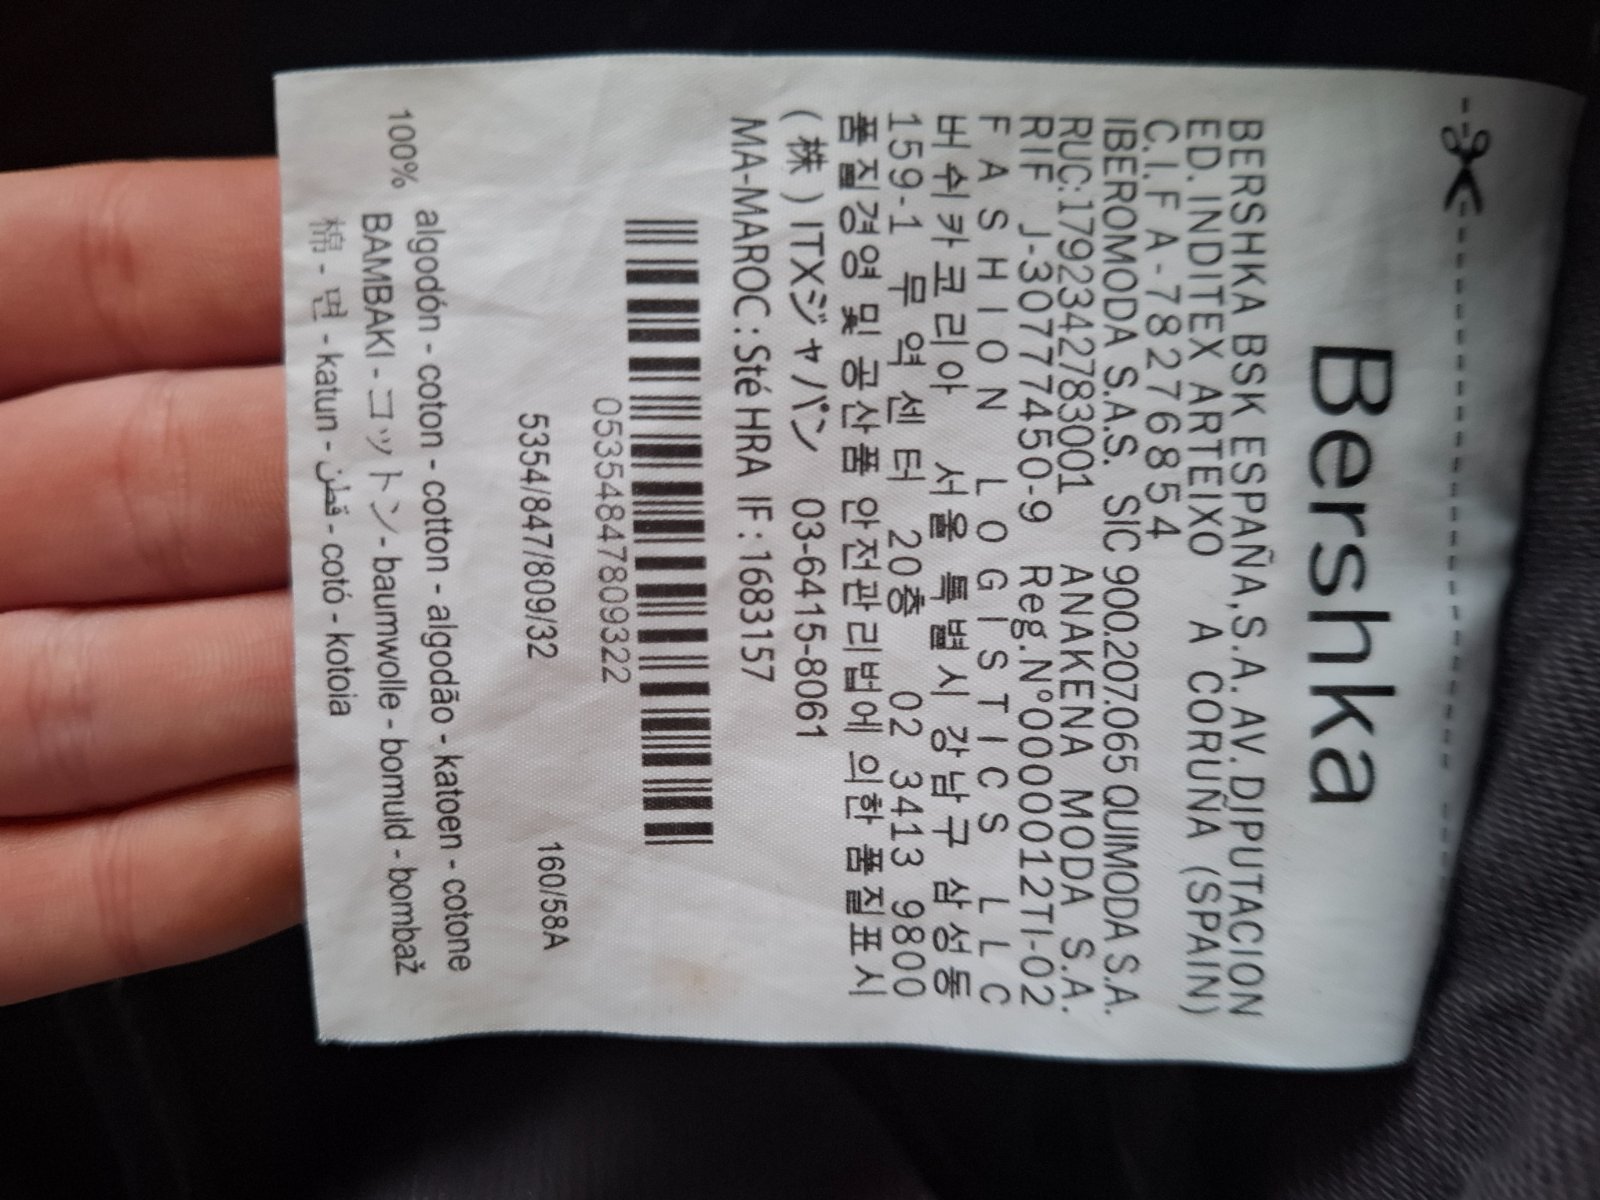 Bershka
BERSHKA BSK ESPAÑA,S.A. AV.DIPUTACION
ED. INDITEX ARTEIXO A CORUÑA (SPAIN)
C.I.F A-78276854
IBEROMODA S.A.S. SIC 900.207.065 QUIMODA S.A.
RUC:1792342783001 ANAKENA MODA S.A.
RIF J-30777450-9 Reg.N°0000012TI-02
FASHION LOGISTICS LLC
버쉬카코리아 서울특별시 강남구 삼성동
159-1 무역센터 20층 02 3413 9800
품질경영 및 공산품 안전관리법에 의한 품질표시
(株) ITXジャパン 03-6415-8061
MA-MAROC: Sté HRA IF : 1683157
05354847809322
5354/847/809/32 160/58A
100% algodón - coton - cotton - algodão - katoen - cotone
BAMBAKI - コットン - baumwolle - bomuld - bombaž
棉 - 면 - katun - قطن - cotó - kotoia